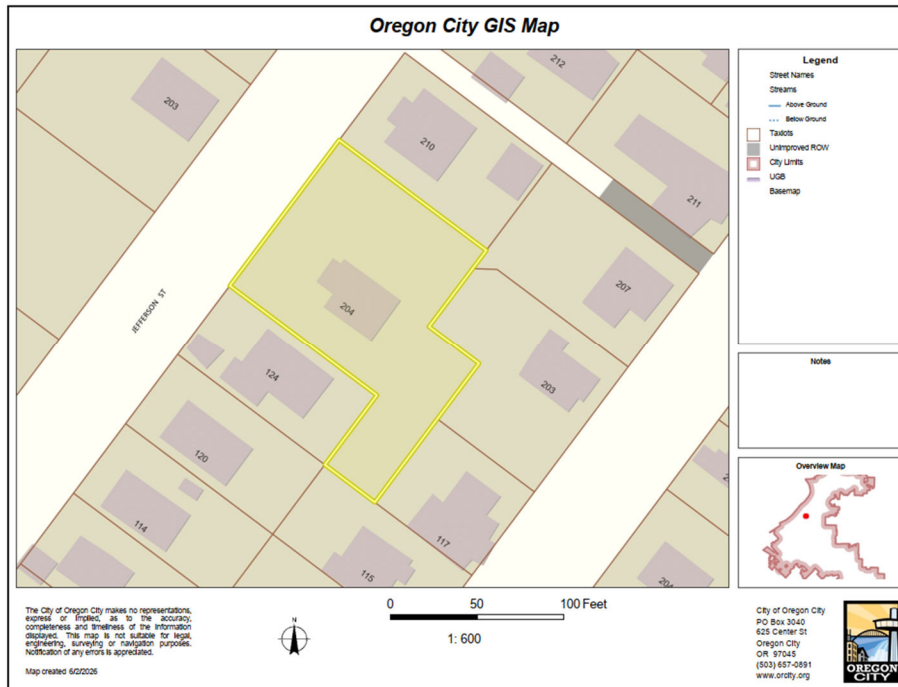 Oregon City GIS Map
212
203
210
211
207
204
JEFFERSON ST
124
203
120
114
117
115
Legend
Street Names
Streams
Above Ground
Below Ground
Taxlots
Unimproved ROW
City Limits
UGB
Basemap
Notes
Overview Map
The City of Oregon City makes no representations,
express or implied, as to the accuracy,
completeness and timeliness of the information
displayed. This map is not suitable for legal,
engineering, surveying or navigation purposes.
Notification of any errors is appreciated.
Map created 6/2/2026
N
0 50 100 Feet
1: 600
City of Oregon City
PO Box 3040
625 Center St
Oregon City
OR 97045
(503) 657-0891
www.orcity.org
OREGON
CITY